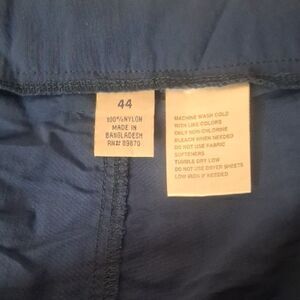 44
100% NYLON
MADE IN
BANGLADESH
RN# 89870
MACHINE WASH COLD
WITH LIKE COLORS
ONLY NON-CHLORINE
BLEACH WHEN NEEDED
DO NOT USE FABRIC
SOFTENERS
TUMBLE DRY LOW
DO NOT USE DRYER SHEETS
LOW IRON IF NEEDED